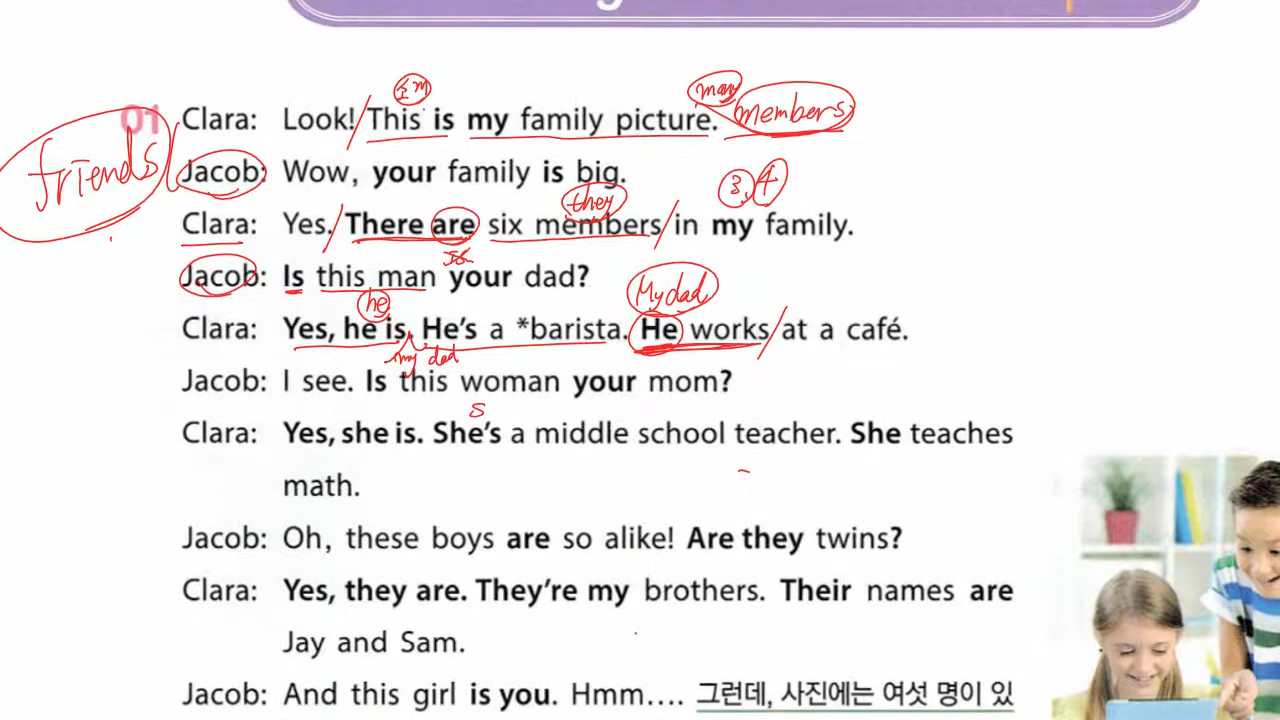 단수 many members
01 Clara: Look! This is my family picture.
friends
Jacob: Wow, your family is big.
they 3, 4
Clara: Yes. There are six members in my family.
is
Jacob: Is this man your dad?
he My dad
Clara: Yes, he is. He's a *barista. He works at a café.
my dad
Jacob: I see. Is this woman your mom?
s
Clara: Yes, she is. She's a middle school teacher. She teaches
math.
Jacob: Oh, these boys are so alike! Are they twins?
Clara: Yes, they are. They're my brothers. Their names are
Jay and Sam.
Jacob: And this girl is you. Hmm.... 그런데, 사진에는 여섯 명이 있